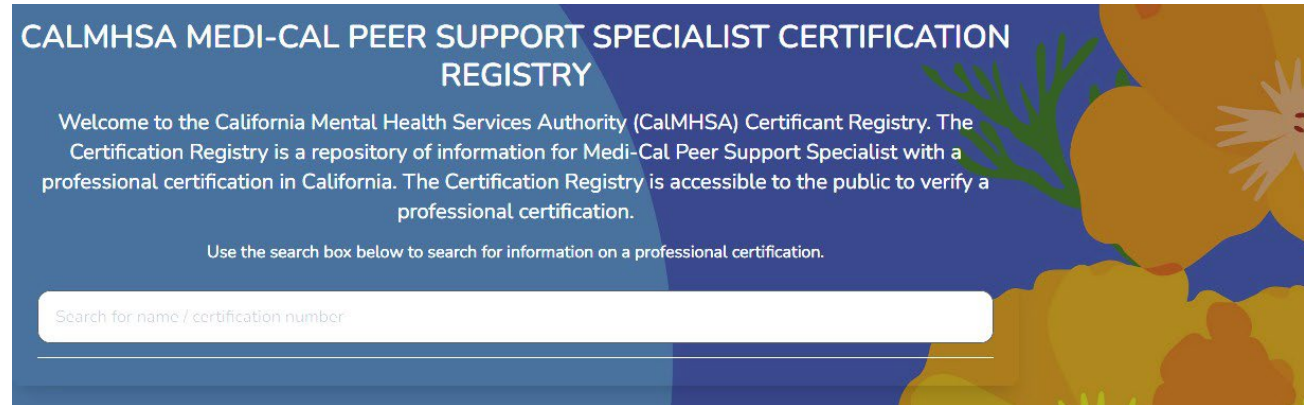 CALMHSA MEDI-CAL PEER SUPPORT SPECIALIST CERTIFICATION
REGISTRY
Welcome to the California Mental Health Services Authority (CalMHSA) Certificant Registry. The
Certification Registry is a repository of information for Medi-Cal Peer Support Specialist with a
professional certification in California. The Certification Registry is accessible to the public to verify a
professional certification.
Use the search box below to search for information on a professional certification.
Search for name / certification number